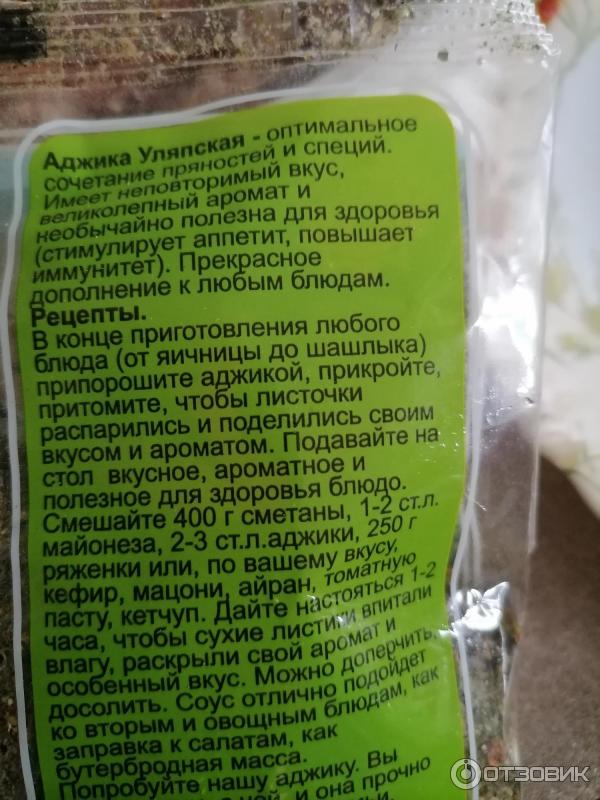 Аджика Уляпская - оптимальное
сочетание пряностей и специй.
Имеет неповторимый вкус,
великолепный аромат и
необычайно полезна для здоровья
(стимулирует аппетит, повышает
иммунитет). Прекрасное
дополнение к любым блюдам.
Рецепты.
В конце приготовления любого
блюда (от яичницы до шашлыка)
припорошите аджикой, прикройте,
притомите, чтобы листочки
распарились и поделились своим
вкусом и ароматом. Подавайте на
стол вкусное, ароматное и
полезное для здоровья блюдо.
Смешайте 400 г сметаны, 1-2 ст.л.
майонеза, 2-3 ст.л.аджики, 250 г
ряженки или, по вашему вкусу,
кефир, мацони, айран, томатную
пасту, кетчуп. Дайте настояться 1-2
часа, чтобы сухие листики впитали
влагу, раскрыли свой аромат и
особенный вкус. Можно доперчить,
досолить. Соус отлично подойдет
ко вторым и овощным блюдам, как
заправка к салатам, как
бутербродная масса.
Попробуйте нашу аджику. Вы
с ней, и она прочно
ОТЗОВИК